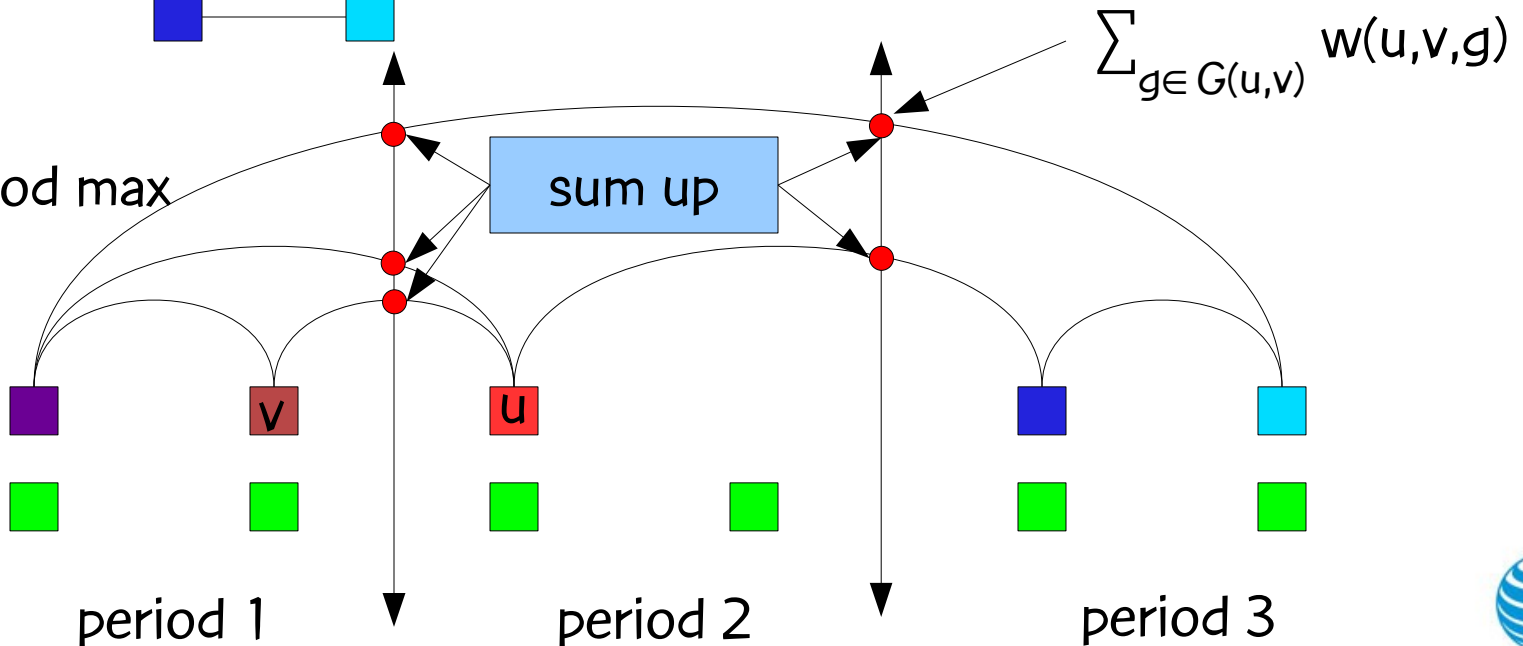 ∑g∈ G(u,v) w(u,v,g)
od max
sum up
v
u
period 1
period 2
period 3